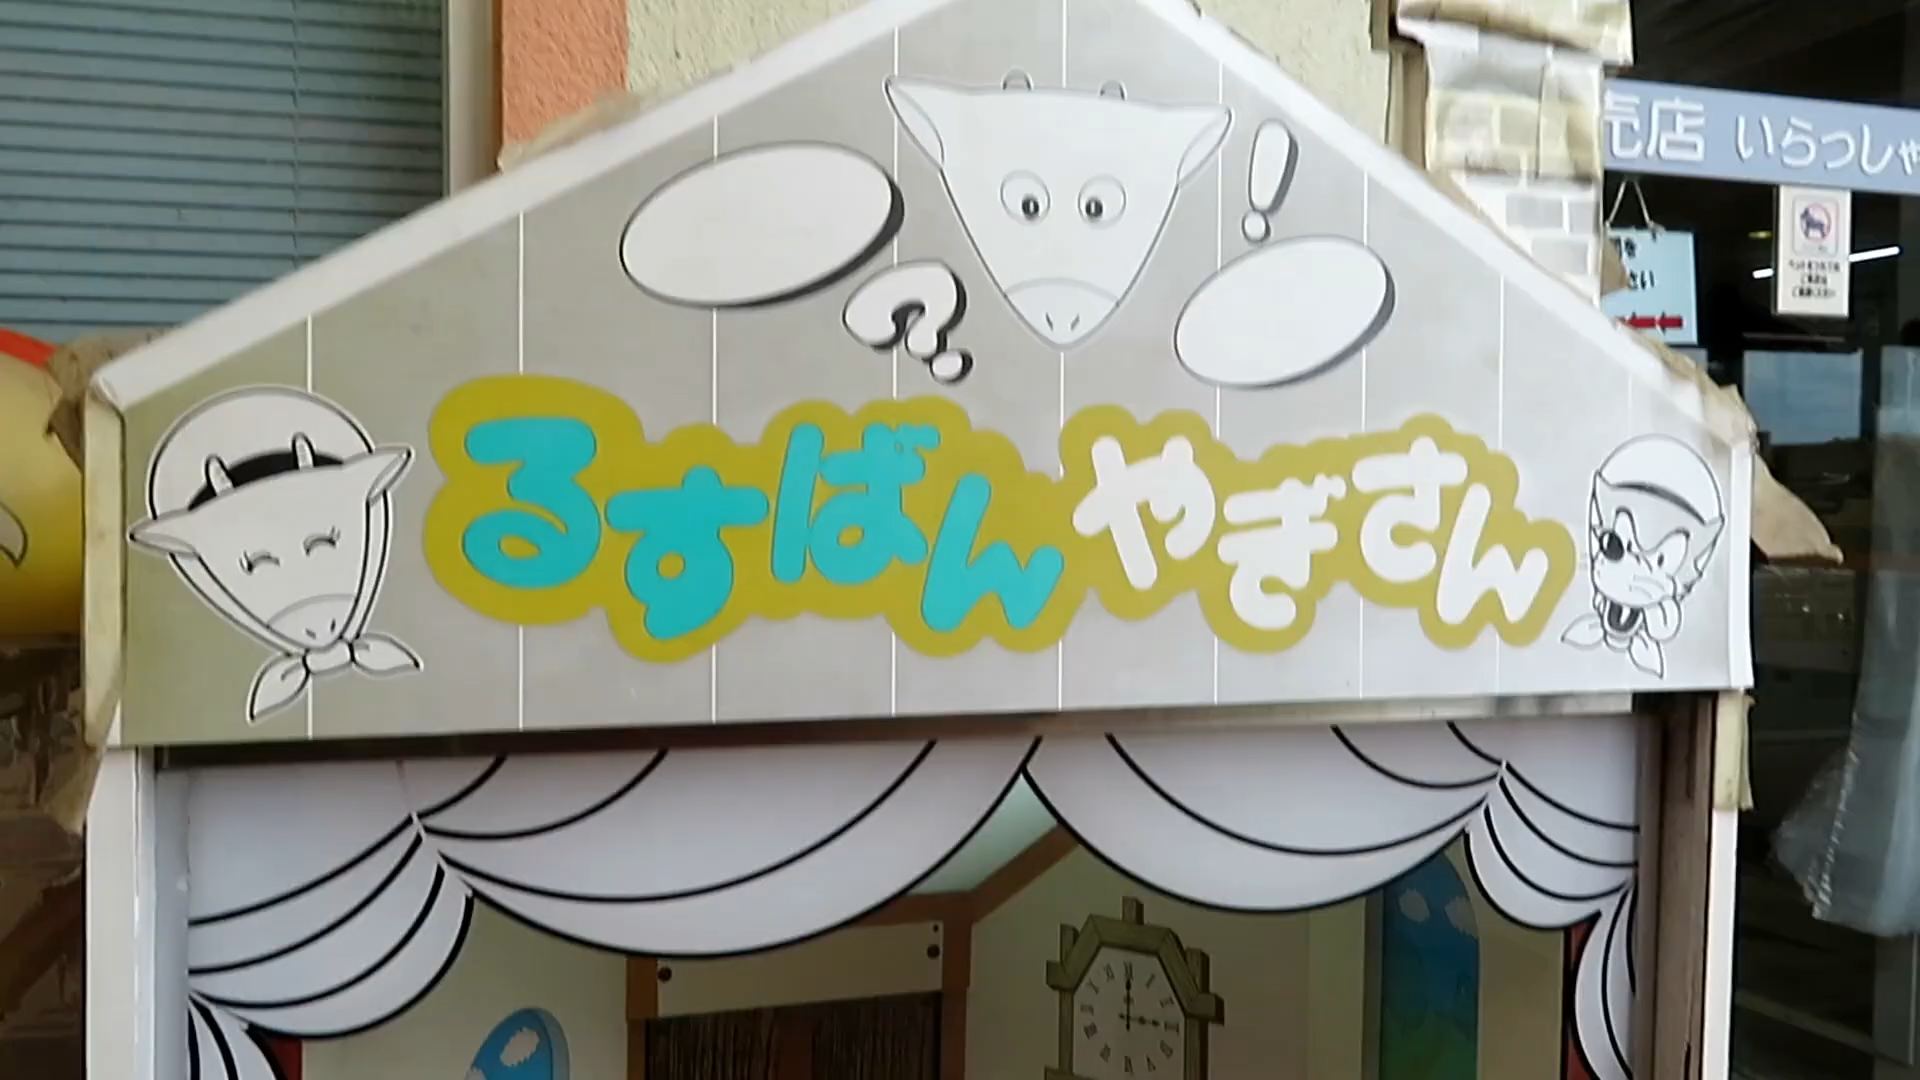 るすばんやぎさん
売店 いらっしゃ